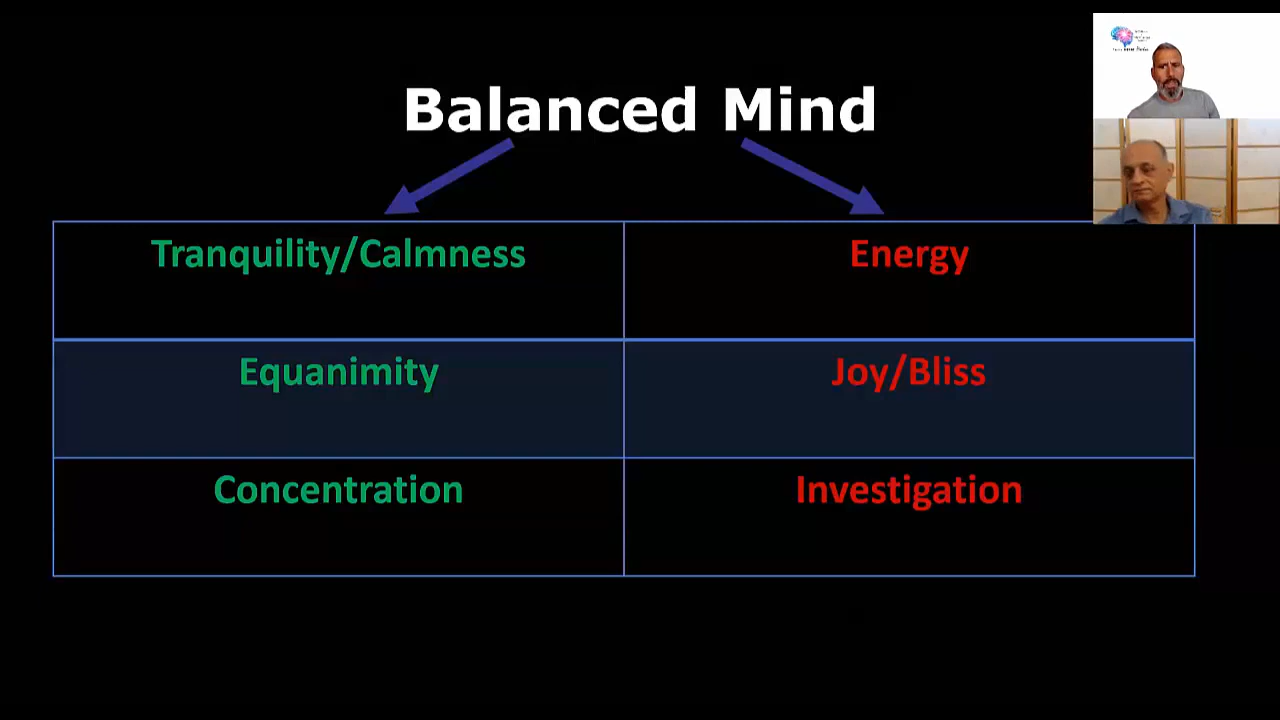 Balanced Mind
Tranquility/Calmness
Energy
Equanimity
Joy/Bliss
Concentration
Investigation